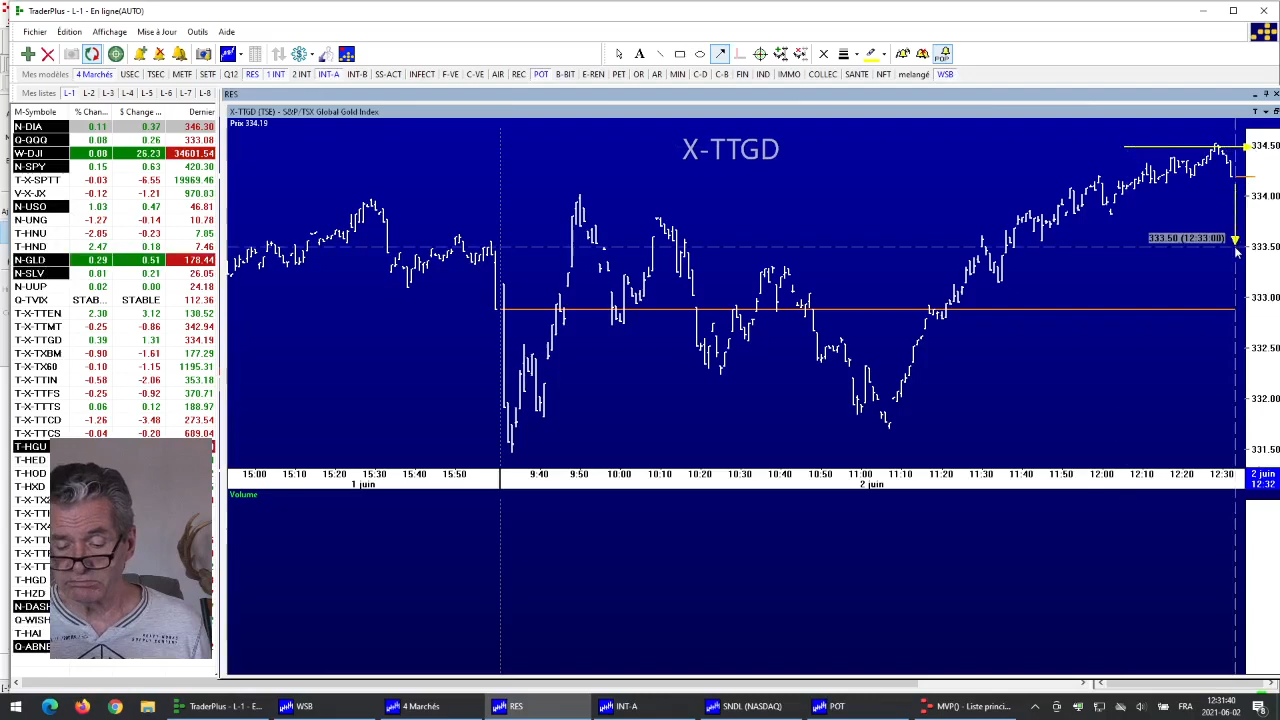 TraderPlus - L-1 - En ligne(AUTO)
Fichier Édition Affichage Mise à Jour Outils Aide
Mes modèles 4 Marchés USEC TSEC METF SETF Q12 RES 1 INT 2 INT INT-A INT-B SS-ACT INFECT F-VE C-VE AIR REC POT B-BIT E-REN PET OR AR MIN C-D C-B FIN IND IMMO COLLEC SANTE NFT melangé WSB
Mes listes L-1 L-2 L-3 L-4 L-5 L-6 L-7 L-8
RES
M-Symbole % Chan... $ Change ... Dernier
N-DIA 0.11 0.37 346.30
Q-QQQ 0.08 0.26 333.08
W-DJI 0.08 26.23 34601.54
N-SPY 0.15 0.63 420.30
T-X-SPTT -0.03 -6.55 19969.46
V-X-JX -0.12 -1.21 970.83
N-USO 1.03 0.47 46.81
N-UNG -1.27 -0.14 10.78
T-HNU -2.05 -0.23 7.85
T-HND 2.47 0.18 7.46
N-GLD 0.29 0.51 178.44
N-SLV 0.81 0.21 26.05
N-UUP 0.02 0.00 24.18
Q-TVIX STAB... STABLE 112.36
T-X-TTEN 2.30 3.12 138.52
T-X-TTMT -0.25 -0.86 342.94
T-X-TTGD 0.39 1.31 334.19
T-X-TXBM -0.90 -1.61 177.29
T-X-TX60 -0.10 -1.15 1195.31
T-X-TTIN -0.58 -2.06 353.18
T-X-TTFS -0.25 -0.92 370.71
T-X-TTTS 0.06 0.12 188.97
T-X-TTCD -1.26 -3.48 273.54
T-X-TTCS -0.04 -0.28 609.04
T-HGU
T-HED
T-HOD
T-HXD
T-HGD
T-HZD
N-DASH
Q-WISH
T-HAI
X-TTGD (TSE) - S&P/TSX Global Gold Index
Prix 334.19
X-TTGD
334.50
334.00
333.50 (12:33:00)
333.50
333.00
332.50
332.00
331.50
15:00 15:10 15:20 15:30 15:40 15:50 9:40 9:50 10:00 10:10 10:20 10:30 10:40 10:50 11:00 11:10 11:20 11:30 11:40 11:50 12:00 12:10 12:20 12:30
1 juin 2 juin
2 juin
12:32
Volume
TraderPlus - L-1 - E... WSB 4 Marchés RES INT-A SNDL (NASDAQ) POT MVP() - Liste princi...
FRA
12:31:40
2021-06-02